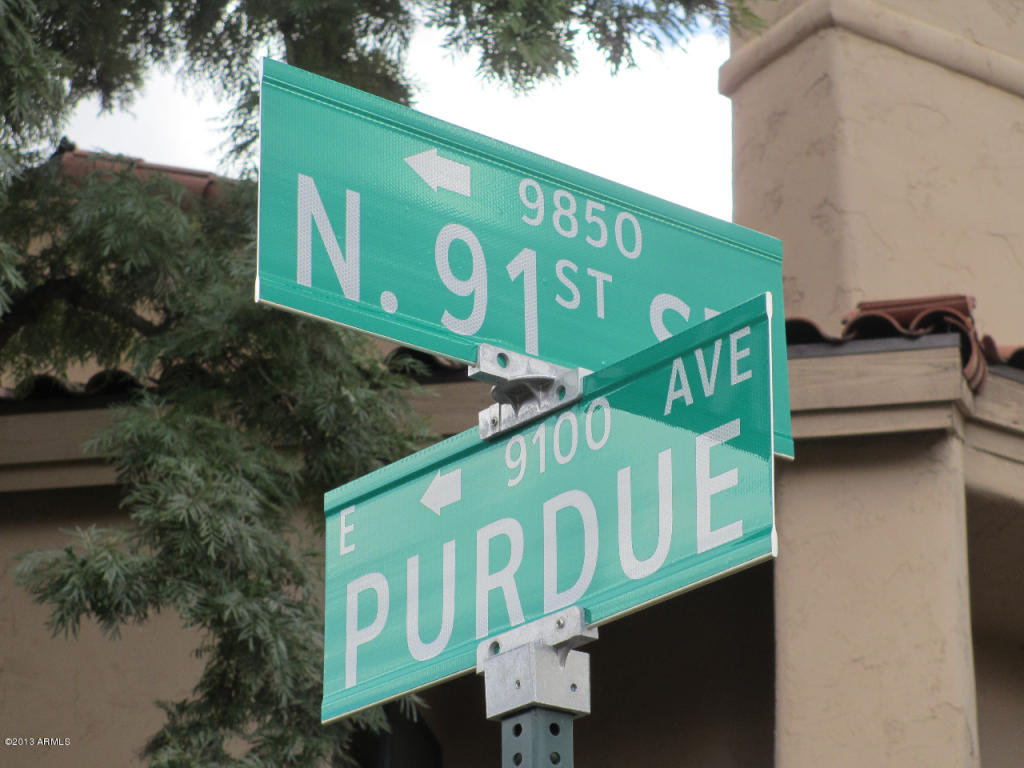 9850
N. 91ST
9100 AVE
E PURDUE
©2013 ARMLS